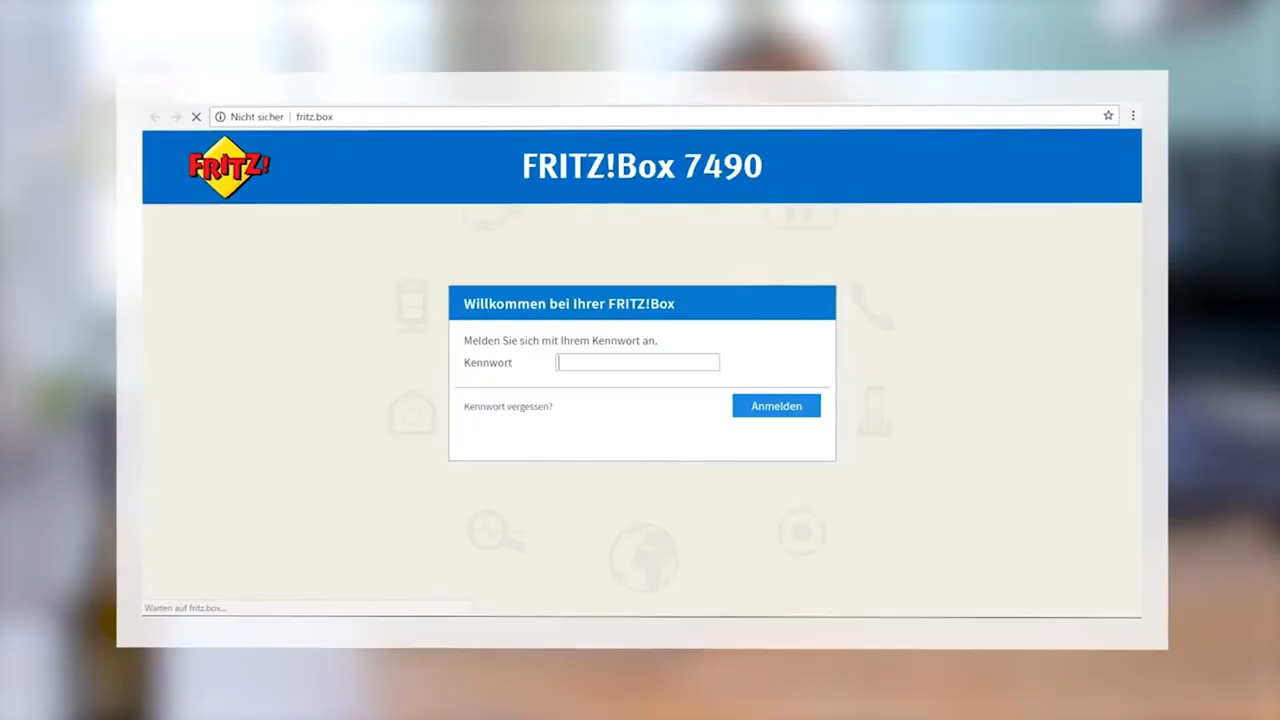 Nicht sicher | fritz.box
FRITZ!
FRITZ!Box 7490
Willkommen bei Ihrer FRITZ!Box
Melden Sie sich mit Ihrem Kennwort an.
Kennwort
Kennwort vergessen?
Anmelden
Warten auf fritz.box...